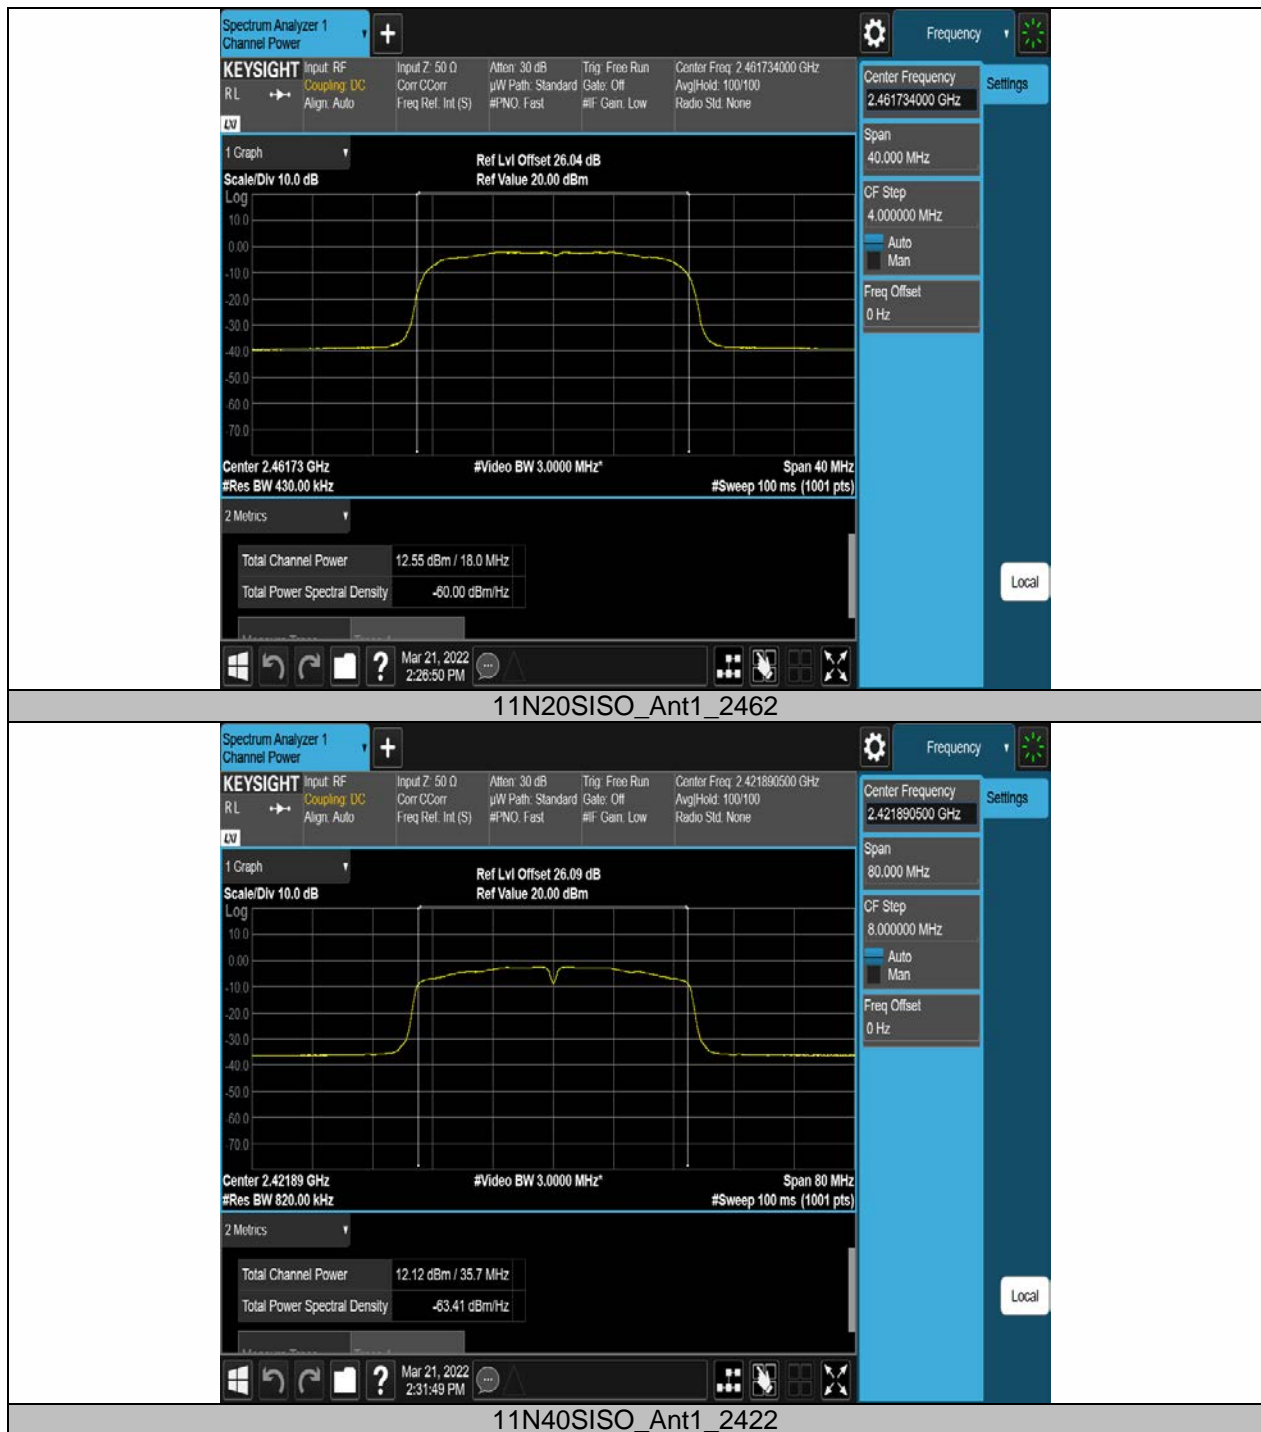 Spectrum Analyzer 1
Channel Power
Frequency
KEYSIGHT
RL
LXI
Input: RF
Coupling: DC
Align: Auto
Input Z: 50 Ω
Corr CCorr
Freq Ref: Int (S)
Atten: 30 dB
µW Path: Standard
#PNO: Fast
Trig: Free Run
Gate: Off
#IF Gain: Low
Center Freq: 2.461734000 GHz
Avg|Hold: 100/100
Radio Std: None
Center Frequency
2.461734000 GHz
Settings
Span
40.000 MHz
CF Step
4.000000 MHz
Auto
Man
Freq Offset
0 Hz
Local
1 Graph
Scale/Div 10.0 dB
Ref Lvl Offset 26.04 dB
Ref Value 20.00 dBm
Log
10.0
0.00
-10.0
-20.0
-30.0
-40.0
-50.0
-60.0
-70.0
Center 2.46173 GHz
#Video BW 3.0000 MHz*
Span 40 MHz
#Res BW 430.00 kHz
#Sweep 100 ms (1001 pts)
2 Metrics
Total Channel Power 12.55 dBm / 18.0 MHz
Total Power Spectral Density -60.00 dBm/Hz
?
Mar 21, 2022
2:26:50 PM
11N20SISO_Ant1_2462
Spectrum Analyzer 1
Channel Power
Frequency
KEYSIGHT
RL
LXI
Input: RF
Coupling: DC
Align: Auto
Input Z: 50 Ω
Corr CCorr
Freq Ref: Int (S)
Atten: 30 dB
µW Path: Standard
#PNO: Fast
Trig: Free Run
Gate: Off
#IF Gain: Low
Center Freq: 2.421890500 GHz
Avg|Hold: 100/100
Radio Std: None
Center Frequency
2.421890500 GHz
Settings
Span
80.000 MHz
CF Step
8.000000 MHz
Auto
Man
Freq Offset
0 Hz
Local
1 Graph
Scale/Div 10.0 dB
Ref Lvl Offset 26.09 dB
Ref Value 20.00 dBm
Log
10.0
0.00
-10.0
-20.0
-30.0
-40.0
-50.0
-60.0
-70.0
Center 2.42189 GHz
#Video BW 3.0000 MHz*
Span 80 MHz
#Res BW 820.00 kHz
#Sweep 100 ms (1001 pts)
2 Metrics
Total Channel Power 12.12 dBm / 35.7 MHz
Total Power Spectral Density -63.41 dBm/Hz
?
Mar 21, 2022
2:31:49 PM
11N40SISO_Ant1_2422